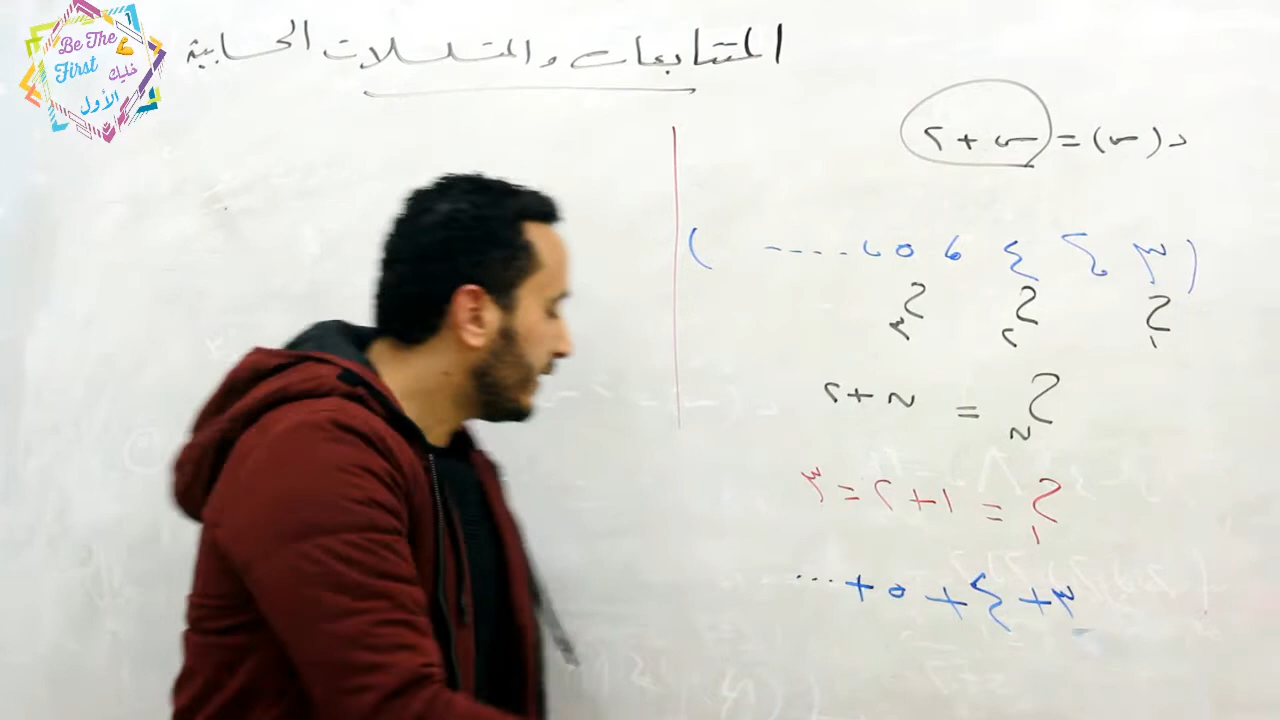 Be The
First
خليك
الأول
المتتابعات والمتسلسلات الحسابية
د(س) = س + ٢
(٣ ، ٤ ، ٥ ، ....)
ح١ ح٢ ح٣
حن = ن + ٢
ح١ = ١ + ٢ = ٣
٣ + ٤ + ٥ + ...